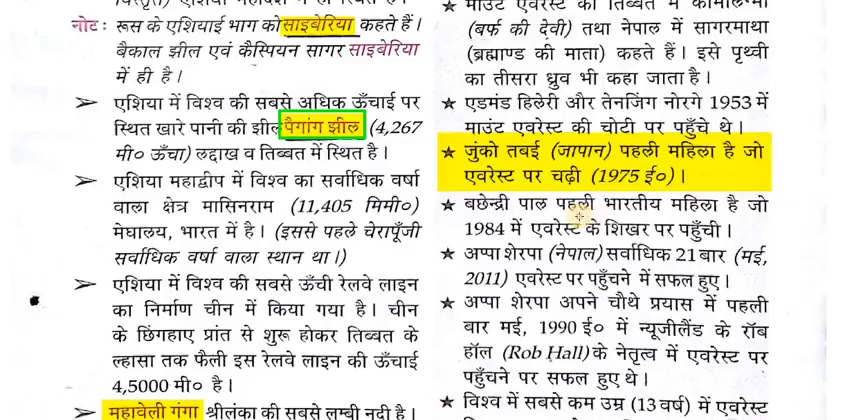 नोट: रूस के एशियाई भाग को साइबेरिया कहते हैं।
बैकाल झील एवं कैस्पियन सागर साइबेरिया
में ही है।
➢ एशिया में विश्व की सबसे अधिक ऊँचाई पर
स्थित खारे पानी की झील पैगांग झील (4,267
मी० ऊँचा) लद्दाख व तिब्बत में स्थित है।
➢ एशिया महाद्वीप में विश्व का सर्वाधिक वर्षा
वाला क्षेत्र मासिनराम (11,405 मिमी०)
मेघालय, भारत में है। (इससे पहले चेरापूँजी
सर्वाधिक वर्षा वाला स्थान था।)
➢ एशिया में विश्व की सबसे ऊँची रेलवे लाइन
का निर्माण चीन में किया गया है। चीन
के छिंगहाए प्रांत से शुरू होकर तिब्बत के
ल्हासा तक फैली इस रेलवे लाइन की ऊँचाई
4,5000 मी० है।
➢ महावेली गंगा श्रीलंका की सबसे लम्बी नदी है।
(बर्फ की देवी) तथा नेपाल में सागरमाथा
(ब्रह्माण्ड की माता) कहते हैं। इसे पृथ्वी
का तीसरा ध्रुव भी कहा जाता है।
★ एडमंड हिलेरी और तेनजिंग नोरगे 1953 में
माउंट एवरेस्ट की चोटी पर पहुँचे थे।
★ जुंको तबई (जापान) पहली महिला है जो
एवरेस्ट पर चढ़ी (1975 ई०)।
★ बछेन्द्री पाल पहली भारतीय महिला है जो
1984 में एवरेस्ट के शिखर पर पहुँची।
★ अप्पा शेरपा (नेपाल) सर्वाधिक 21 बार (मई,
2011) एवरेस्ट पर पहुँचने में सफल हुए।
★ अप्पा शेरपा अपने चौथे प्रयास में पहली
बार मई, 1990 ई० में न्यूजीलैंड के रॉब
हॉल (Rob Hall) के नेतृत्व में एवरेस्ट पर
पहुँचने पर सफल हुए थे।
★ विश्व में सबसे कम उम्र (13 वर्ष) में एवरेस्ट